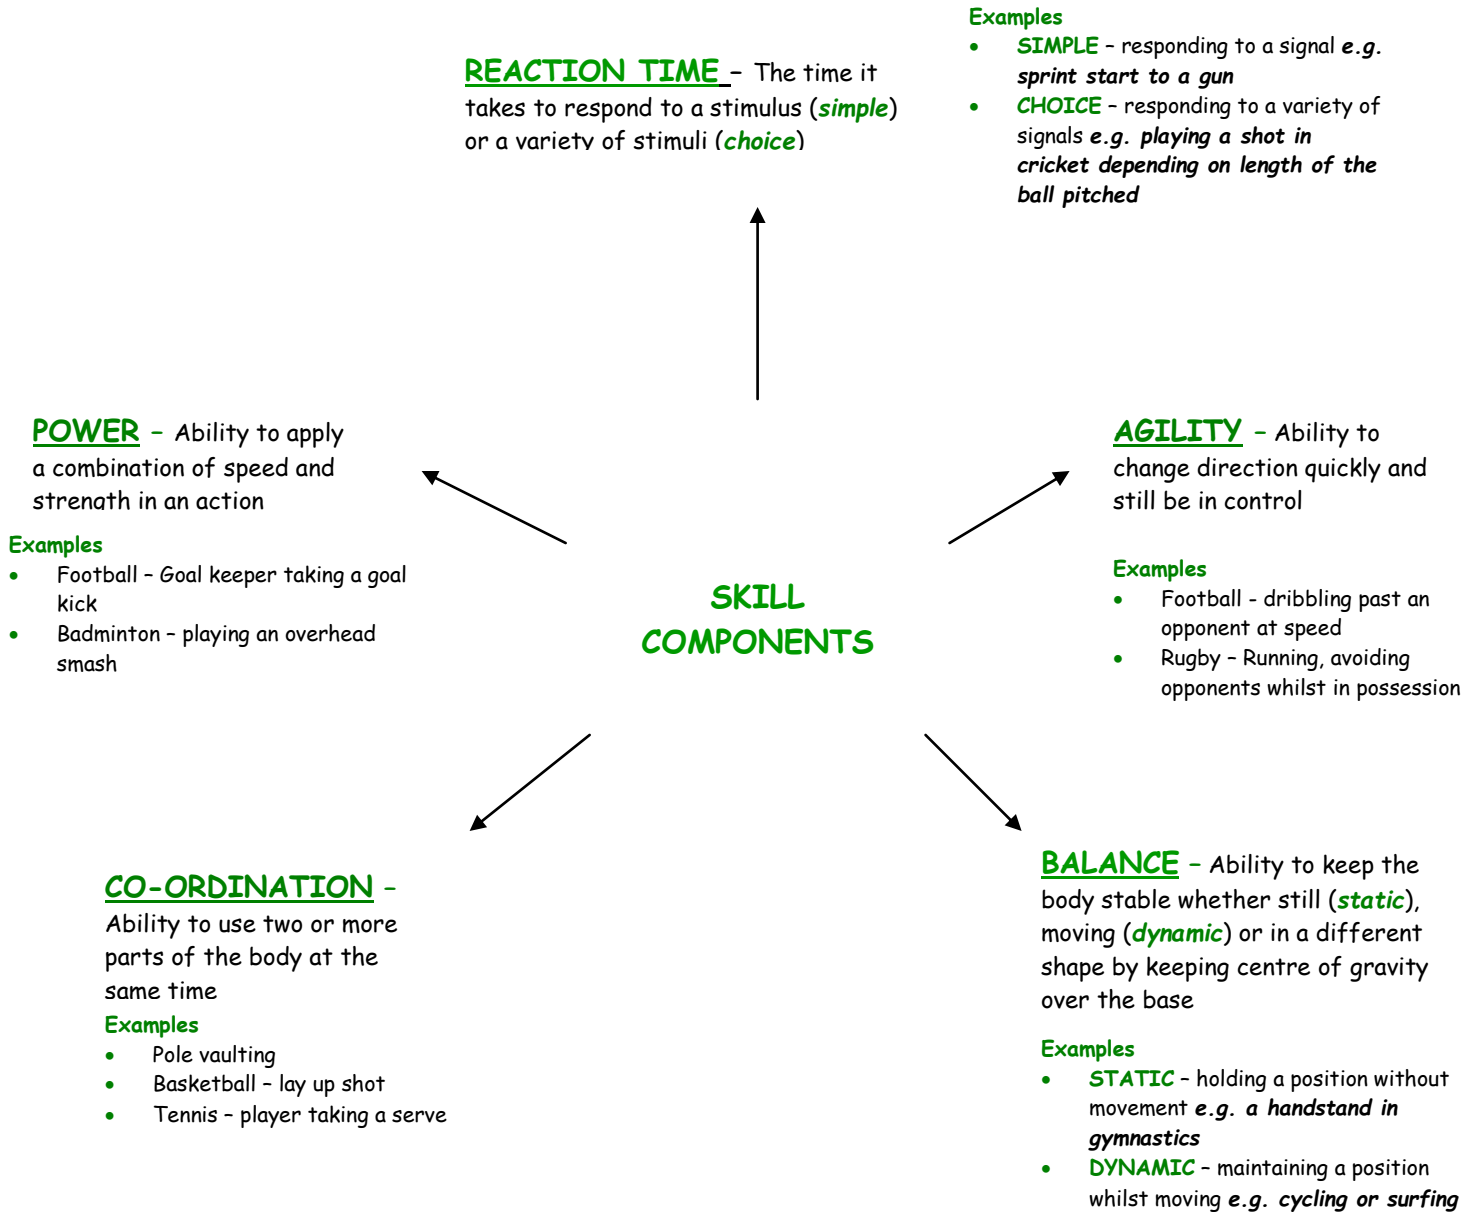 REACTION TIME – The time it
takes to respond to a stimulus (simple)
or a variety of stimuli (choice)
Examples
• SIMPLE – responding to a signal e.g.
sprint start to a gun
• CHOICE – responding to a variety of
signals e.g. playing a shot in
cricket depending on length of the
ball pitched
POWER – Ability to apply
a combination of speed and
strength in an action
Examples
• Football – Goal keeper taking a goal
kick
• Badminton – playing an overhead
smash
AGILITY – Ability to
change direction quickly and
still be in control
Examples
• Football - dribbling past an
opponent at speed
• Rugby – Running, avoiding
opponents whilst in possession
SKILL
COMPONENTS
CO-ORDINATION –
Ability to use two or more
parts of the body at the
same time
Examples
• Pole vaulting
• Basketball – lay up shot
• Tennis – player taking a serve
BALANCE – Ability to keep the
body stable whether still (static),
moving (dynamic) or in a different
shape by keeping centre of gravity
over the base
Examples
• STATIC – holding a position without
movement e.g. a handstand in
gymnastics
• DYNAMIC – maintaining a position
whilst moving e.g. cycling or surfing